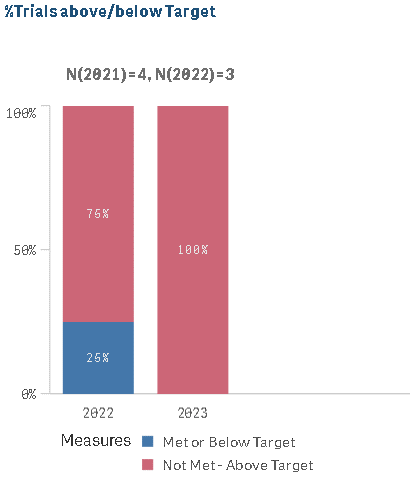 %Trials above/below Target
N(2021)=4, N(2022)=3
100%
75%
100%
50%
25%
0%
2022 2023
Measures Met or Below Target
Not Met - Above Target